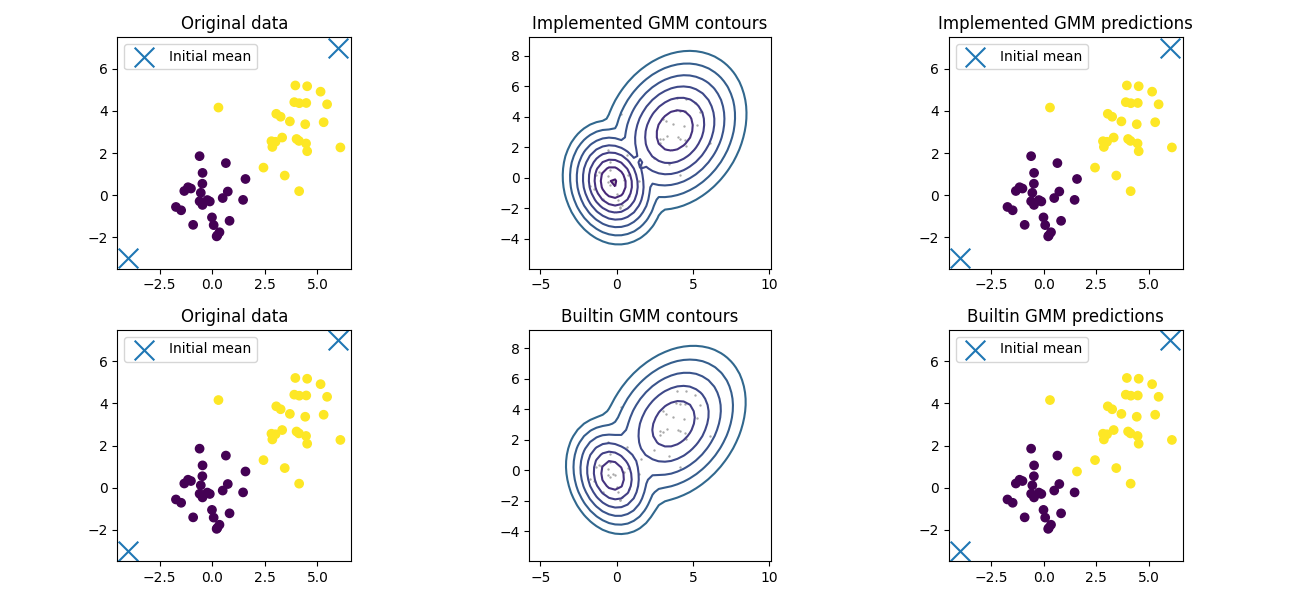 Original data
Implemented GMM contours
Implemented GMM predictions
Initial mean
Initial mean
6
4
2
0
−2
−2.5 0.0 2.5 5.0
8
6
4
2
0
−2
−4
−5 0 5 10
6
4
2
0
−2
−2.5 0.0 2.5 5.0
Original data
Builtin GMM contours
Builtin GMM predictions
Initial mean
Initial mean
6
4
2
0
−2
−2.5 0.0 2.5 5.0
8
6
4
2
0
−2
−4
−5 0 5 10
6
4
2
0
−2
−2.5 0.0 2.5 5.0